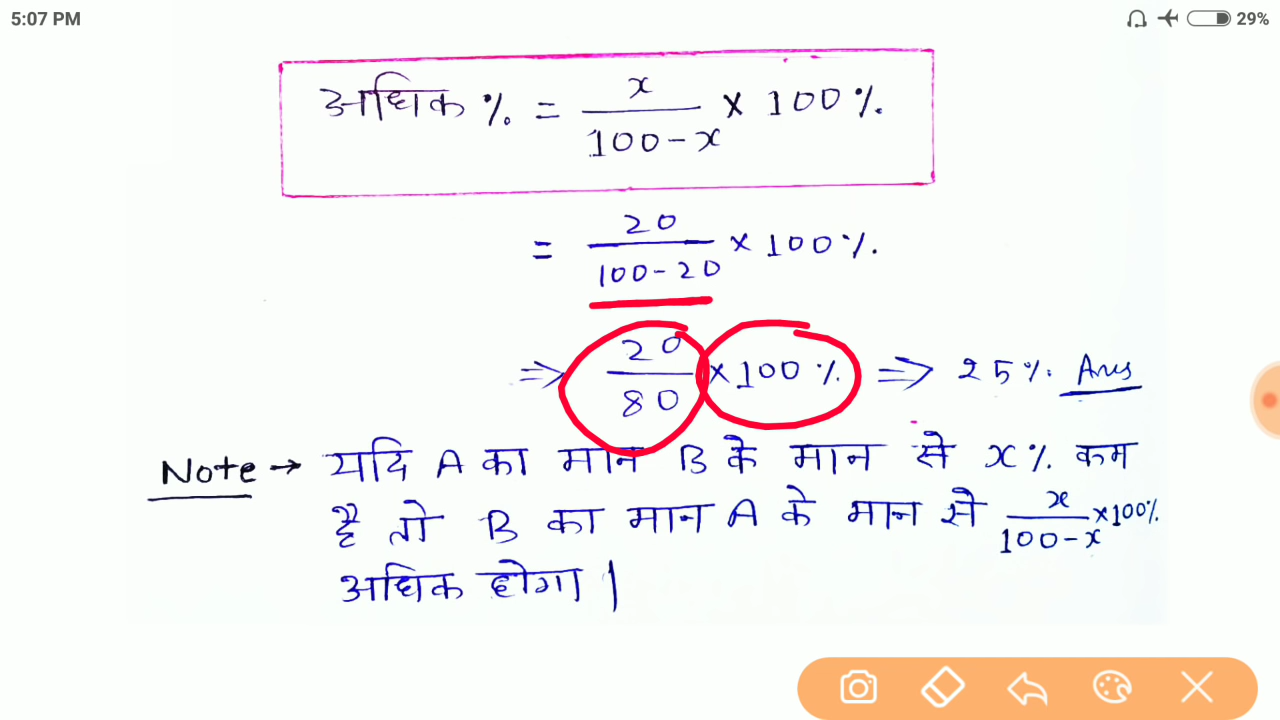 5:07 PM 29%
अधिक %. = x/(100-x) × 100%.
= 20/(100-20) × 100%.
⇒ 20/80 × 100% ⇒ 25%. Ans
Note → यदि A का मान B के मान से x%. कम
है तो B का मान A के मान से x/(100-x) ×100%.
अधिक होगा |